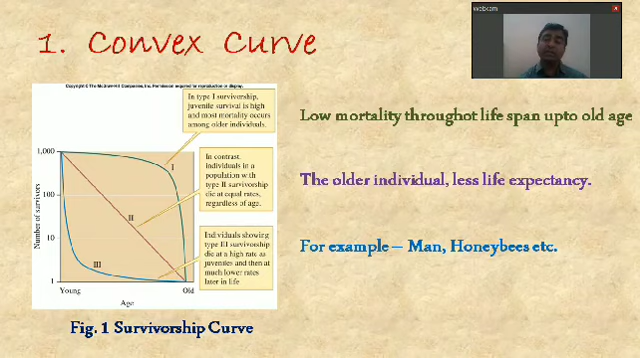 1. Convex Curve
webcam
Copyright © The McGraw-Hill Companies, Inc. Permission required for reproduction or display.
In type I survivorship,
juvenile survival is high
and most mortality occurs
among older individuals.
Low mortality throughot life span upto old age
1,000
I
In contrast,
individuals in a
population with
type II survivorship
die at equal rates,
regardless of age.
The older individual, less life expectancy.
100
Number of survivors
II
10
Individuals showing
type III survivorship
die at a high rate as
juveniles and then at
much lower rates
later in life
For example – Man, Honeybees etc.
III
1
Young
Old
Age
Fig. 1 Survivorship Curve